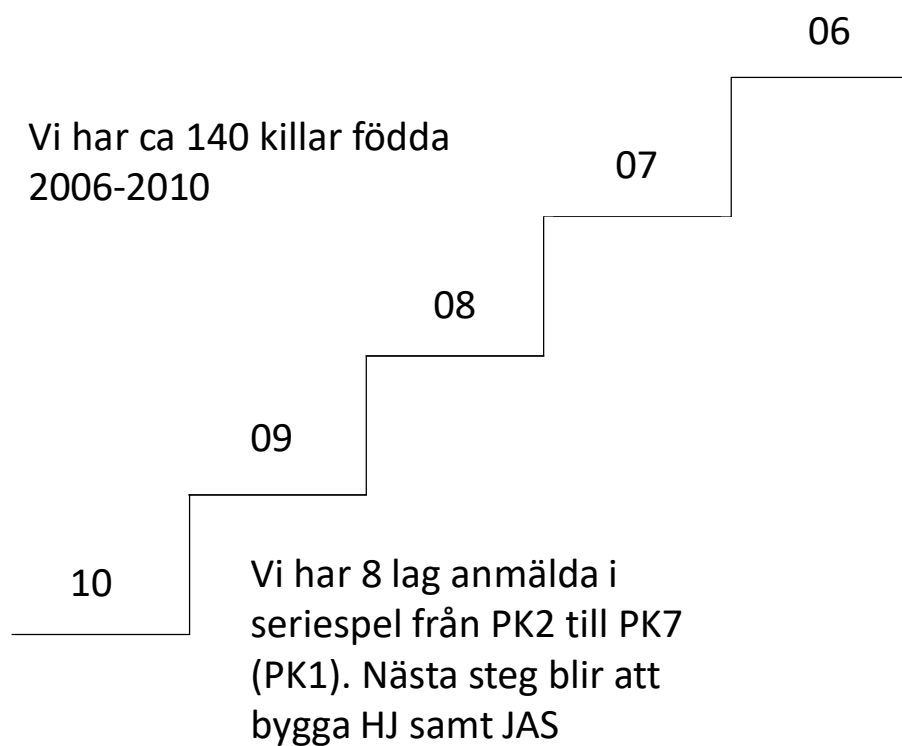 06
Vi har ca 140 killar födda
2006-2010
07
08
09
10
Vi har 8 lag anmälda i
seriespel från PK2 till PK7
(PK1). Nästa steg blir att
bygga HJ samt JAS